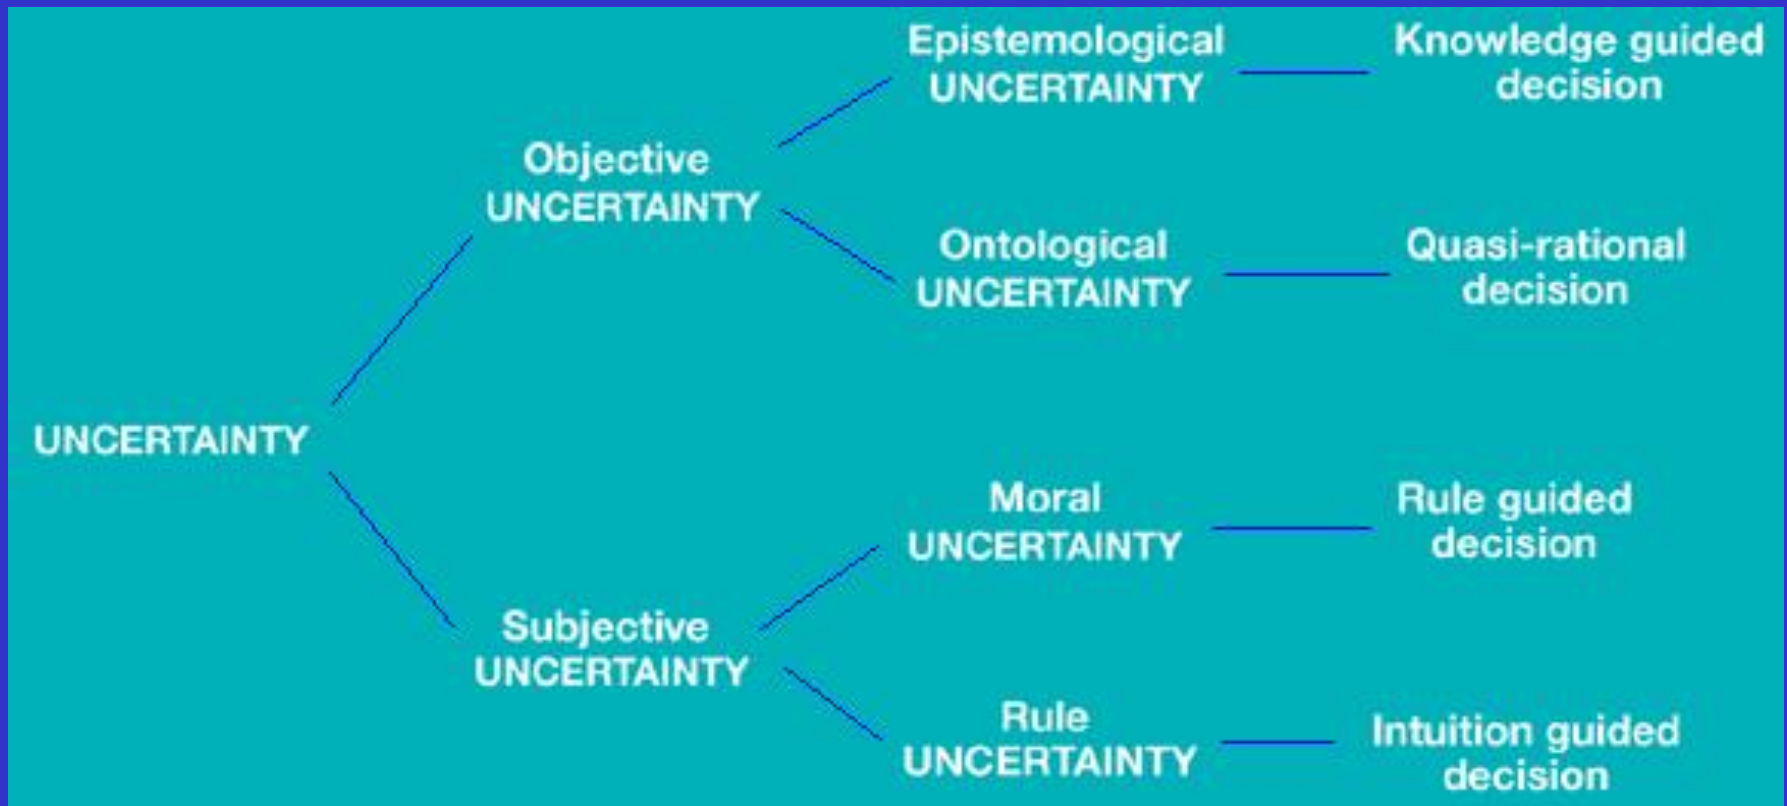 Epistemological
UNCERTAINTY
Knowledge guided
decision
Objective
UNCERTAINTY
Ontological
UNCERTAINTY
Quasi-rational
decision
UNCERTAINTY
Moral
UNCERTAINTY
Rule guided
decision
Subjective
UNCERTAINTY
Rule
UNCERTAINTY
Intuition guided
decision